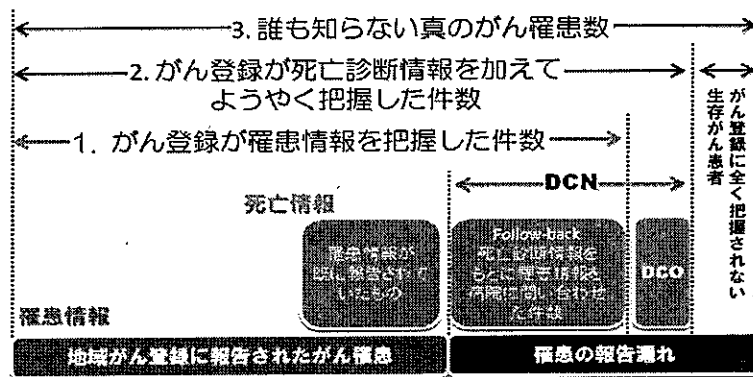 3. 誰も知らない真のがん罹患数
2. がん登録が死亡診断情報を加えて
ようやく把握した件数
1. がん登録が罹患情報を把握した件数
がん登録に全く把握されない
生存がん患者
DCN
死亡情報
罹患情報が
既に報告されて
いたもの
Follow-back
死亡診断情報を
もとに罹患情報を
病院に問い合わせ
た件数
DCO
罹患情報
地域がん登録に報告されたがん罹患
罹患の報告漏れ